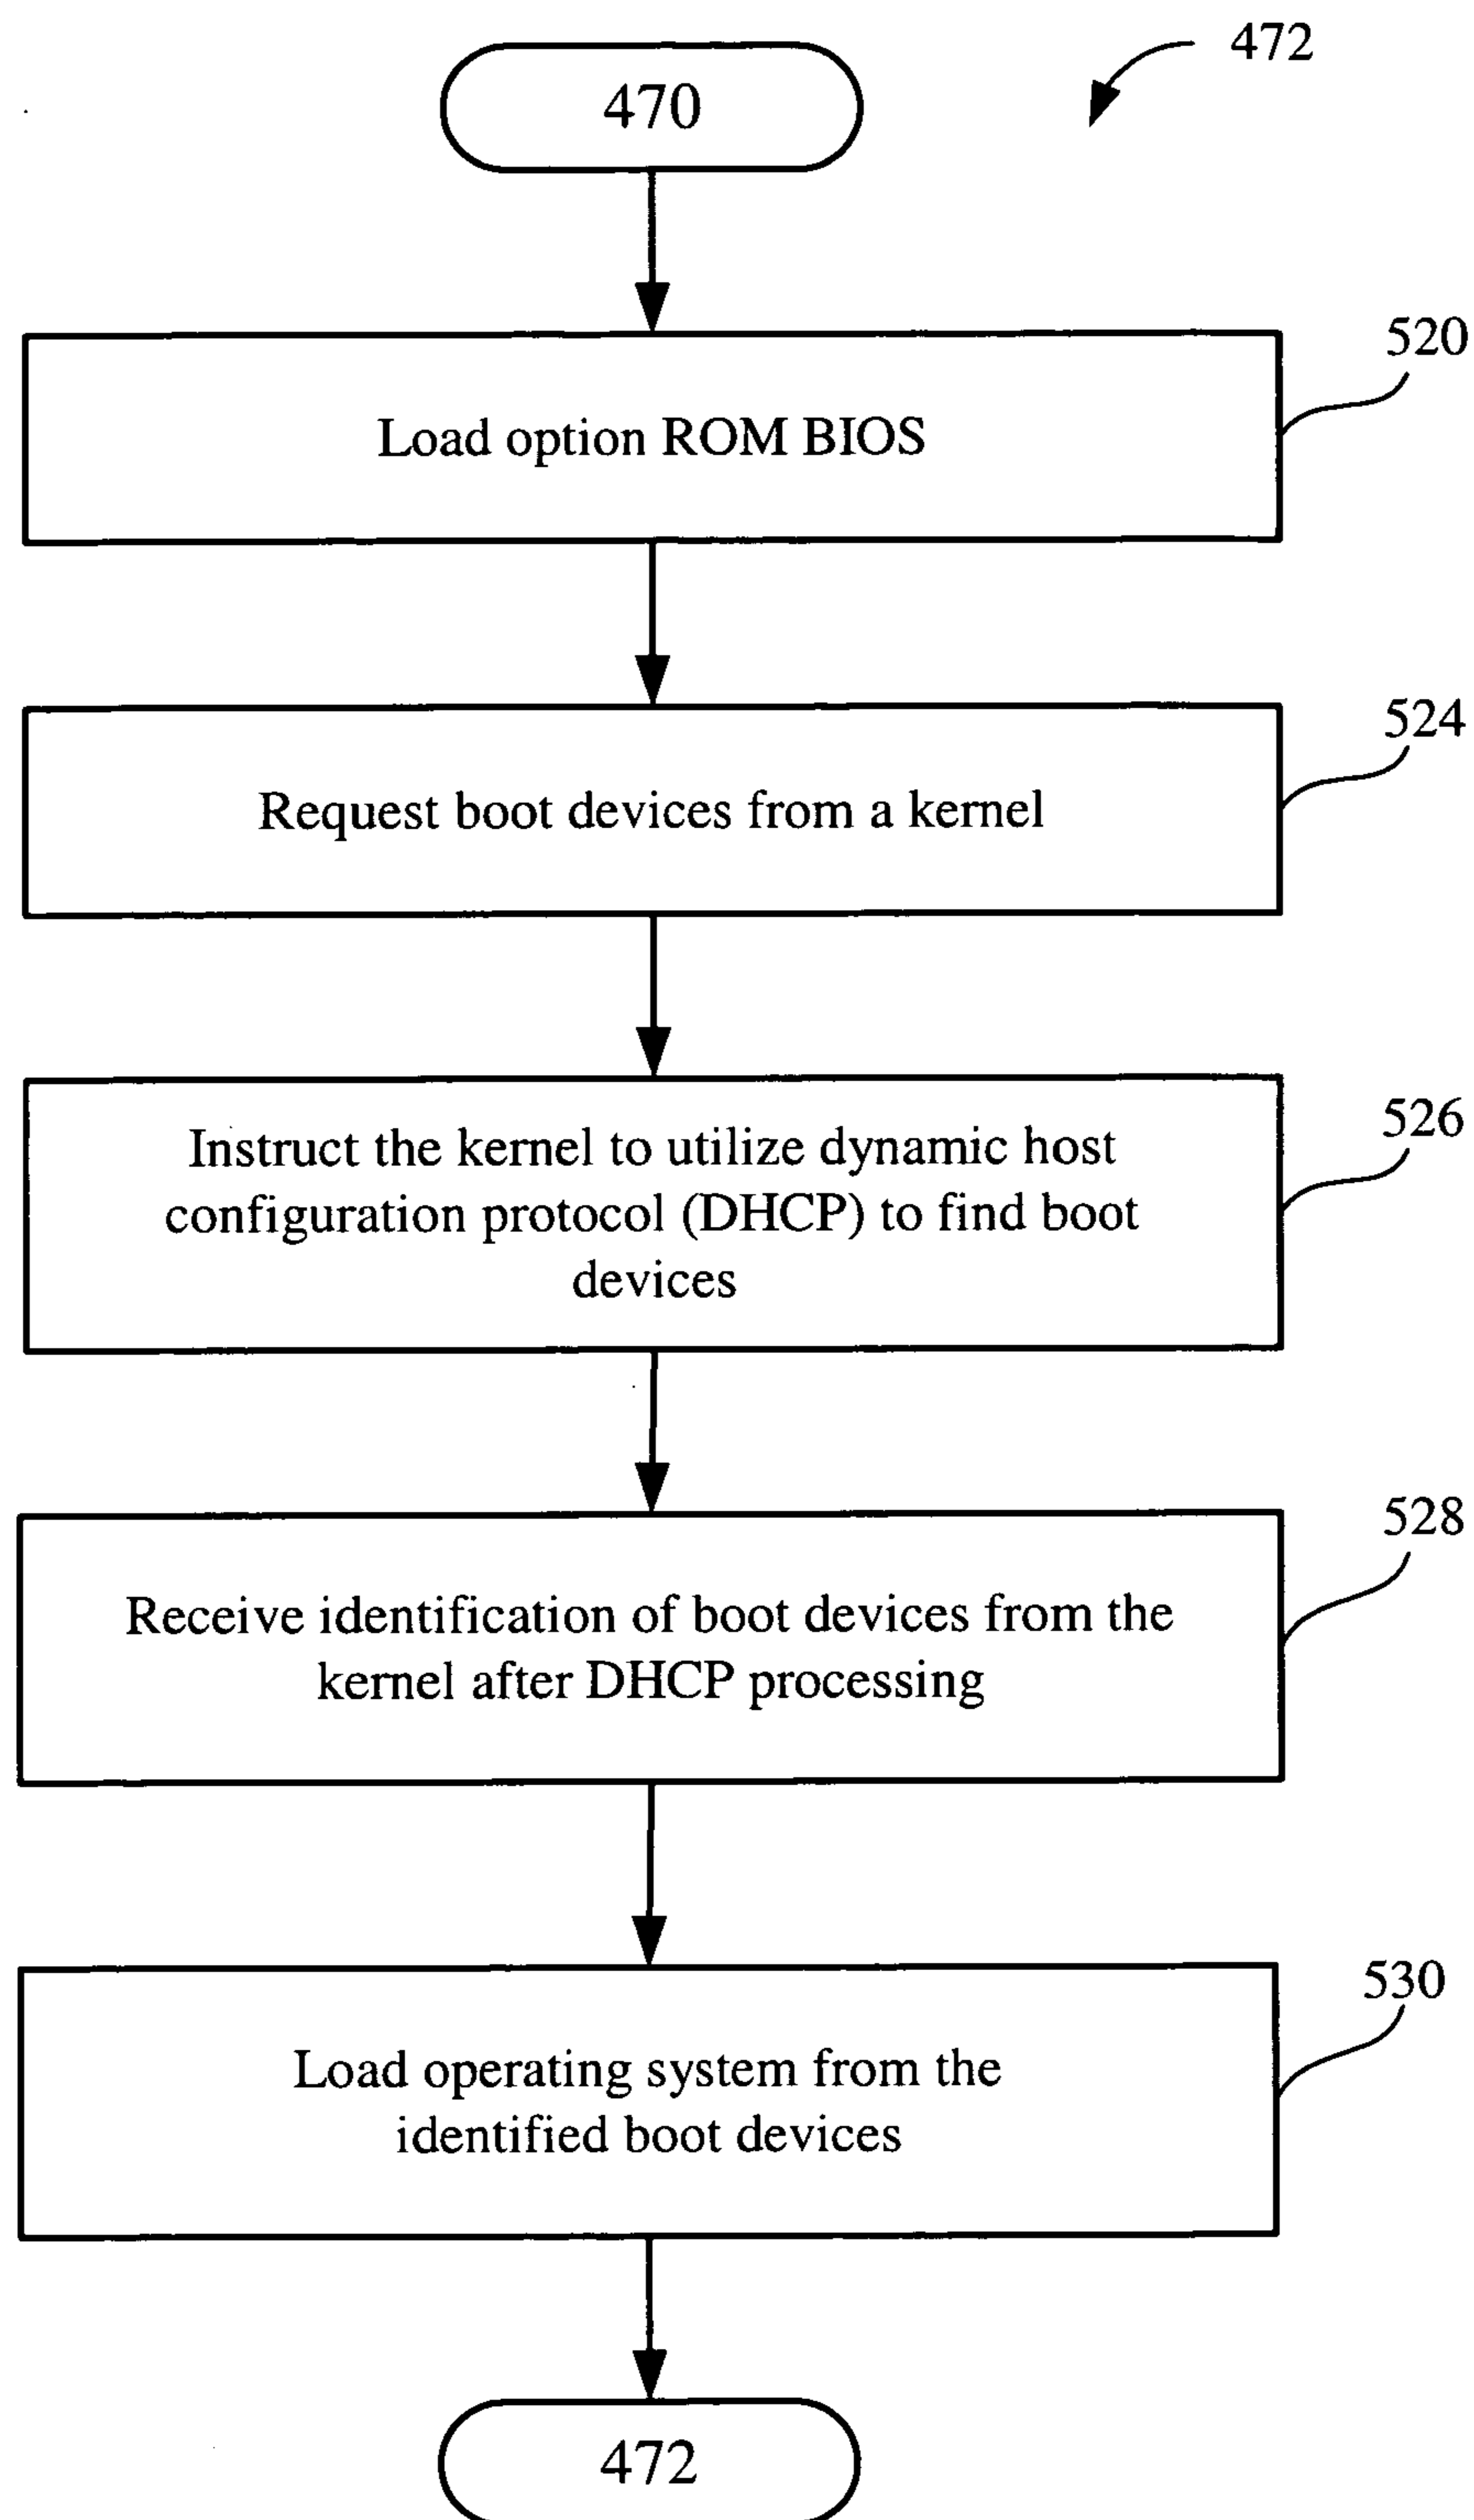 472
470
520
Load option ROM BIOS
524
Request boot devices from a kernel
526
Instruct the kernel to utilize dynamic host
configuration protocol (DHCP) to find boot
devices
528
Receive identification of boot devices from the
kernel after DHCP processing
530
Load operating system from the
identified boot devices
472